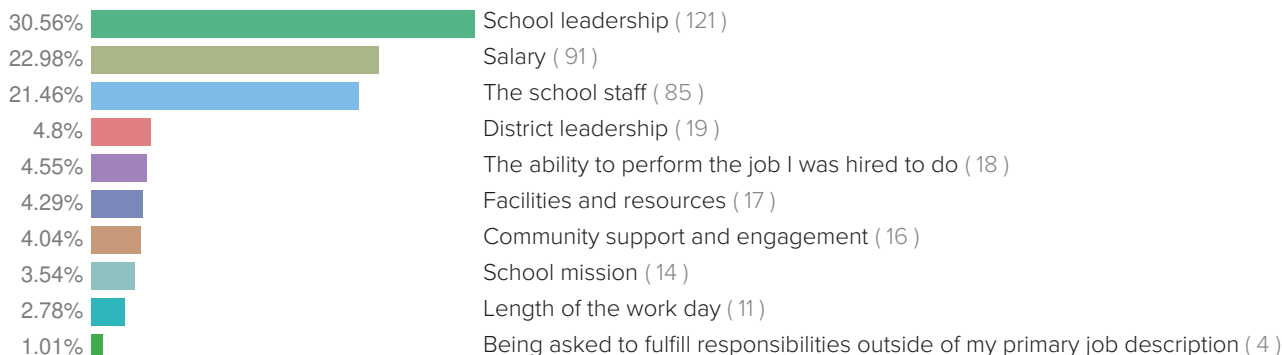 30.56% School leadership ( 121 )
22.98% Salary ( 91 )
21.46% The school staff ( 85 )
4.8% District leadership ( 19 )
4.55% The ability to perform the job I was hired to do ( 18 )
4.29% Facilities and resources ( 17 )
4.04% Community support and engagement ( 16 )
3.54% School mission ( 14 )
2.78% Length of the work day ( 11 )
1.01% Being asked to fulfill responsibilities outside of my primary job description ( 4 )